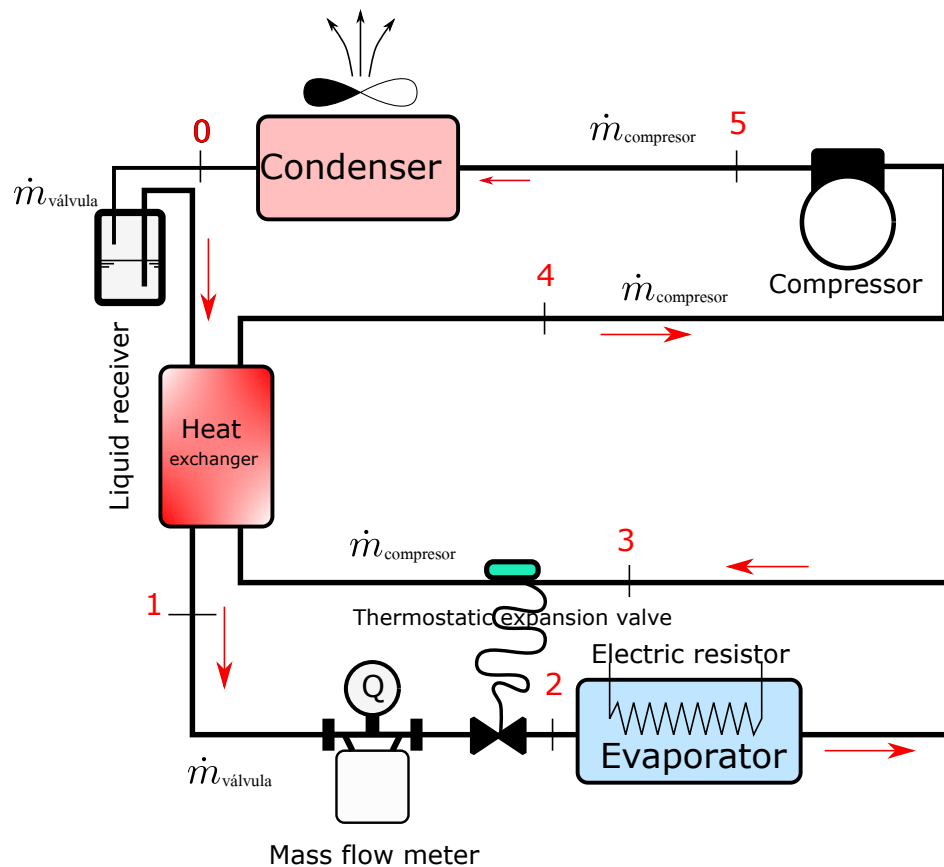 0
ṁcompresor
5
Condenser
ṁválvula
Compressor
4
ṁcompresor
Liquid receiver
Heat
exchanger
ṁcompresor
3
1
Thermostatic expansion valve
Electric resistor
Q
2
Evaporator
ṁválvula
Mass flow meter